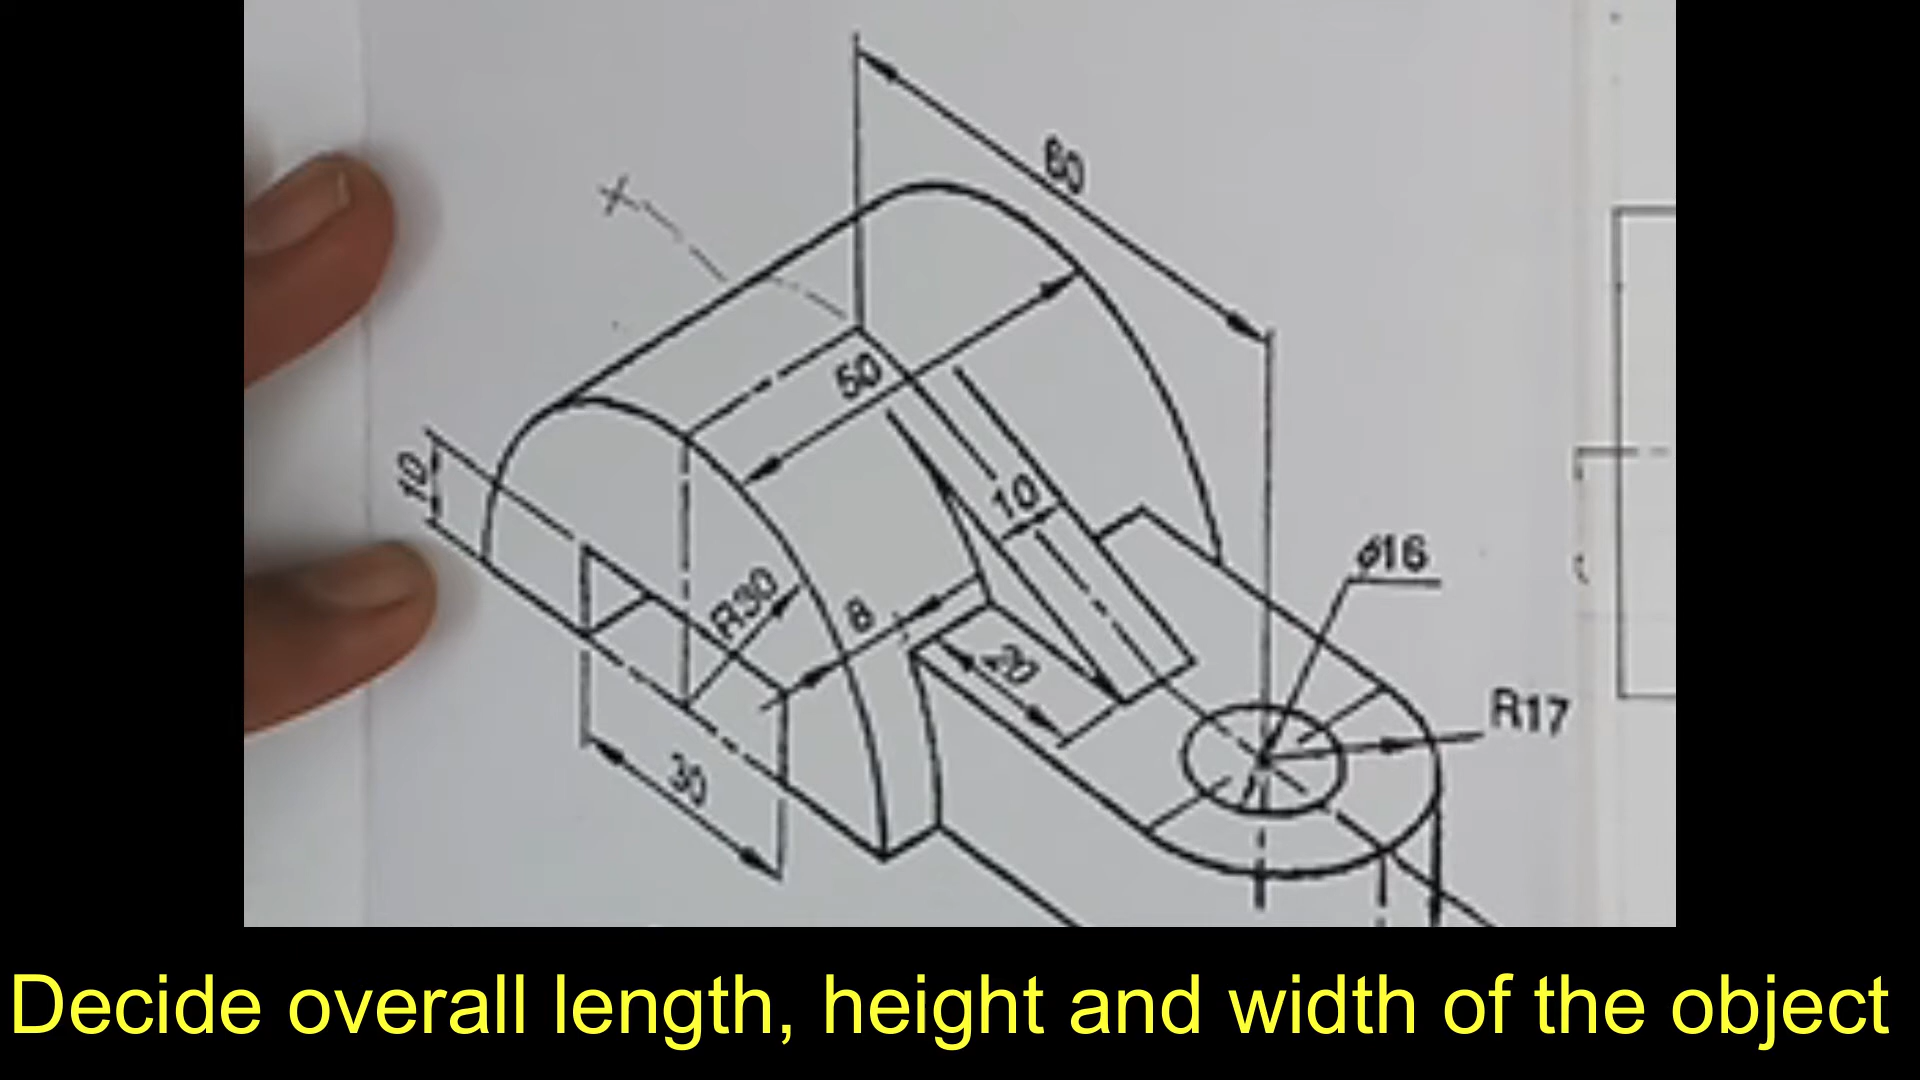 60
50
10
10
ø16
R30
8
20
R17
30
Decide overall length, height and width of the object